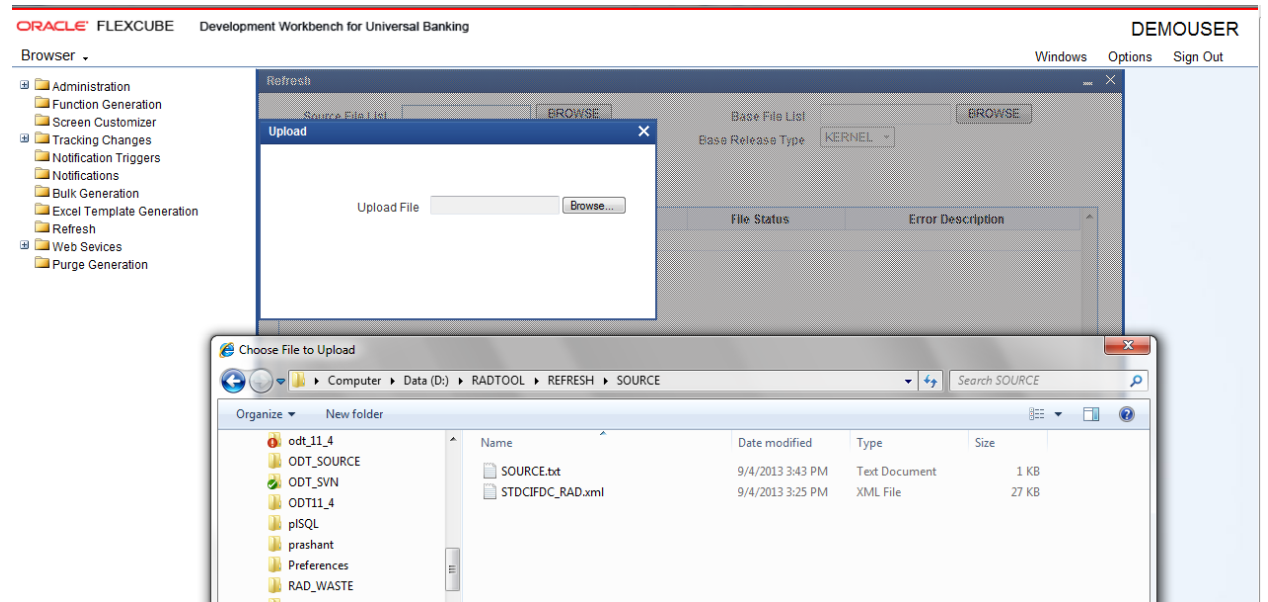 ORACLE FLEXCUBE Development Workbench for Universal Banking DEMOUSER
Browser Windows Options Sign Out
Administration
Function Generation
Screen Customizer
Tracking Changes
Notification Triggers
Notifications
Bulk Generation
Excel Template Generation
Refresh
Web Sevices
Purge Generation
Refresh
Source File List BROWSE Base File List BROWSE
Base Release Type KERNEL
File Status Error Description
Upload
Upload File Browse...
Choose File to Upload
Computer Data (D:) RADTOOL REFRESH SOURCE Search SOURCE
Organize New folder
odt_11_4
ODT_SOURCE
ODT_SVN
ODT11_4
plSQL
prashant
Preferences
RAD_WASTE
Name Date modified Type Size
SOURCE.txt 9/4/2013 3:43 PM Text Document 1 KB
STDCIFDC_RAD.xml 9/4/2013 3:25 PM XML File 27 KB